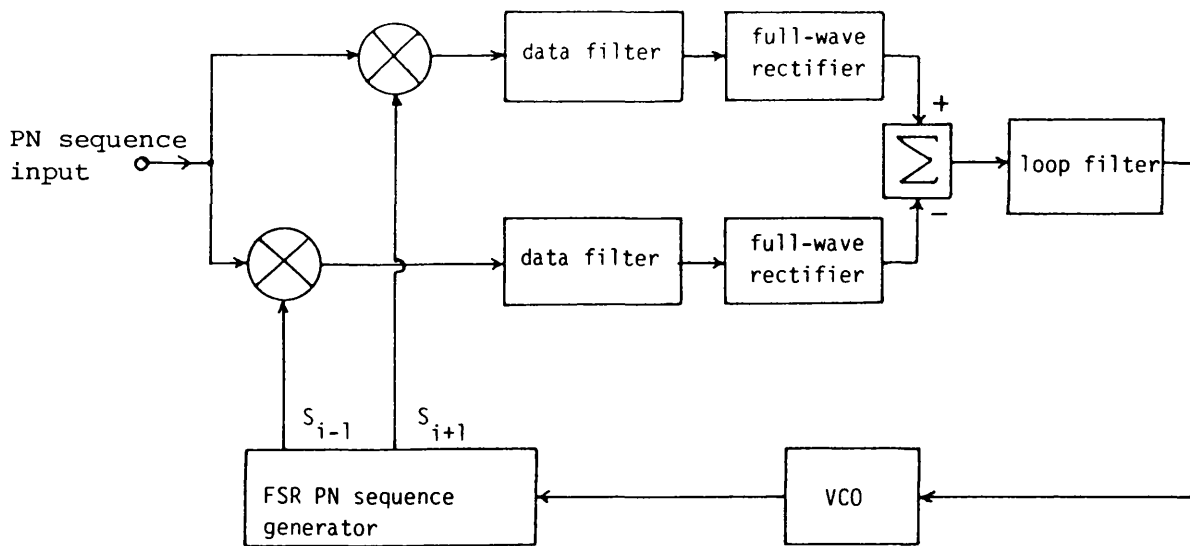 data filter
full-wave
rectifier
+
PN sequence
input
Σ
loop filter
−
data filter
full-wave
rectifier
S i-1
S i+1
FSR PN sequence
generator
VCO